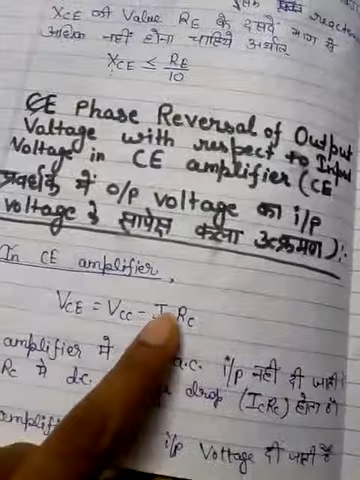 reactan
X_CE की Value R_E के दसवें भाग से
अधिक नहीं होना चाहिये अर्थात्
X_CE ≤ R_E/10
CE Phase Reversal of Output
Voltage with respect to Input
Voltage in CE amplifier (CE
प्रवर्धक में O/P voltage का i/p
voltage के सापेक्ष कला उत्क्रमण):-
In CE amplifier,
V_CE = V_CC - I R_C
amplifier में a.c. i/p नहीं दी जाती
R_C में d.c. drop (I_C R_C) होता है।
amplifi i/p Voltage दी जाती है